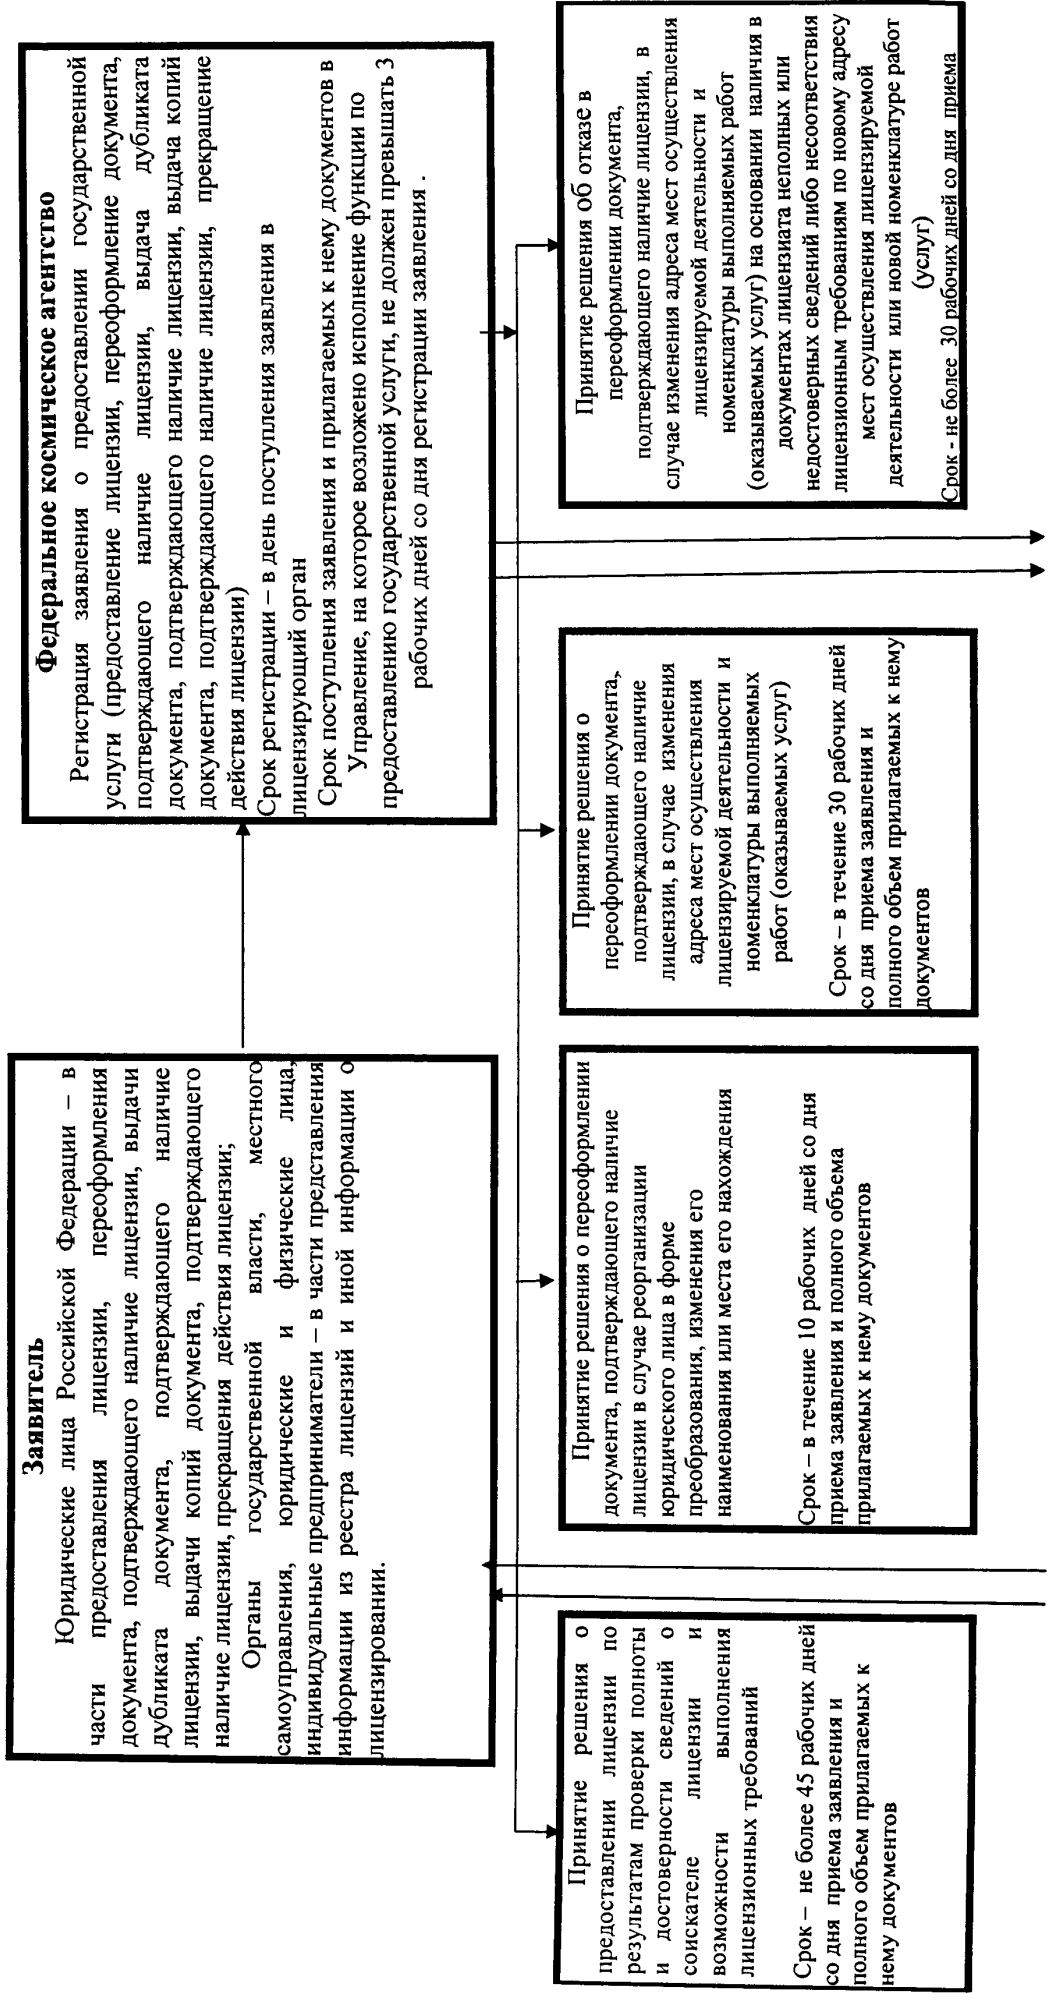 Заявитель
Юридические лица Российской Федерации – в
части предоставления лицензии, переоформления
документа, подтверждающего наличие лицензии, выдачи
дубликата документа, подтверждающего наличие
лицензии, выдачи копий документа, подтверждающего
наличие лицензии, прекращения действия лицензии;
Органы государственной власти, местного
самоуправления, юридические и физические лица,
индивидуальные предприниматели – в части представления
информации из реестра лицензий и иной информации о
лицензировании.
Федеральное космическое агентство
Регистрация заявления о предоставлении государственной
услуги (предоставление лицензии, переоформление документа,
подтверждающего наличие лицензии, выдача дубликата
документа, подтверждающего наличие лицензии, выдача копий
документа, подтверждающего наличие лицензии, прекращение
действия лицензии)
Срок регистрации – в день поступления заявления в
лицензирующий орган
Срок поступления заявления и прилагаемых к нему документов в
Управление, на которое возложено исполнение функции по
предоставлению государственной услуги, не должен превышать 3
рабочих дней со дня регистрации заявления .
Принятие решения о
предоставлении лицензии по
результатам проверки полноты
и достоверности сведений о
соискателе лицензии и
возможности выполнения
лицензионных требований
Срок – не более 45 рабочих дней
со дня приема заявления и
полного объем прилагаемых к
нему документов
Принятие решения о переоформлении
документа, подтверждающего наличие
лицензии в случае реорганизации
юридического лица в форме
преобразования, изменения его
наименования или места его нахождения
Срок – в течение 10 рабочих дней со дня
приема заявления и полного объема
прилагаемых к нему документов
Принятие решения о
переоформлении документа,
подтверждающего наличие
лицензии, в случае изменения
адреса мест осуществления
лицензируемой деятельности и
номенклатуры выполняемых
работ (оказываемых услуг)
Срок – в течение 30 рабочих дней
со дня приема заявления и
полного объем прилагаемых к нему
документов
Принятие решения об отказе в
переоформлении документа,
подтверждающего наличие лицензии, в
случае изменения адреса мест осуществления
лицензируемой деятельности и
номенклатуры выполняемых работ
(оказываемых услуг) на основании наличия в
документах лицензиата неполных или
недостоверных сведений либо несоответствия
лицензионным требованиям по новому адресу
мест осуществления лицензируемой
деятельности или новой номенклатуре работ
(услуг)
Срок - не более 30 рабочих дней со дня приема